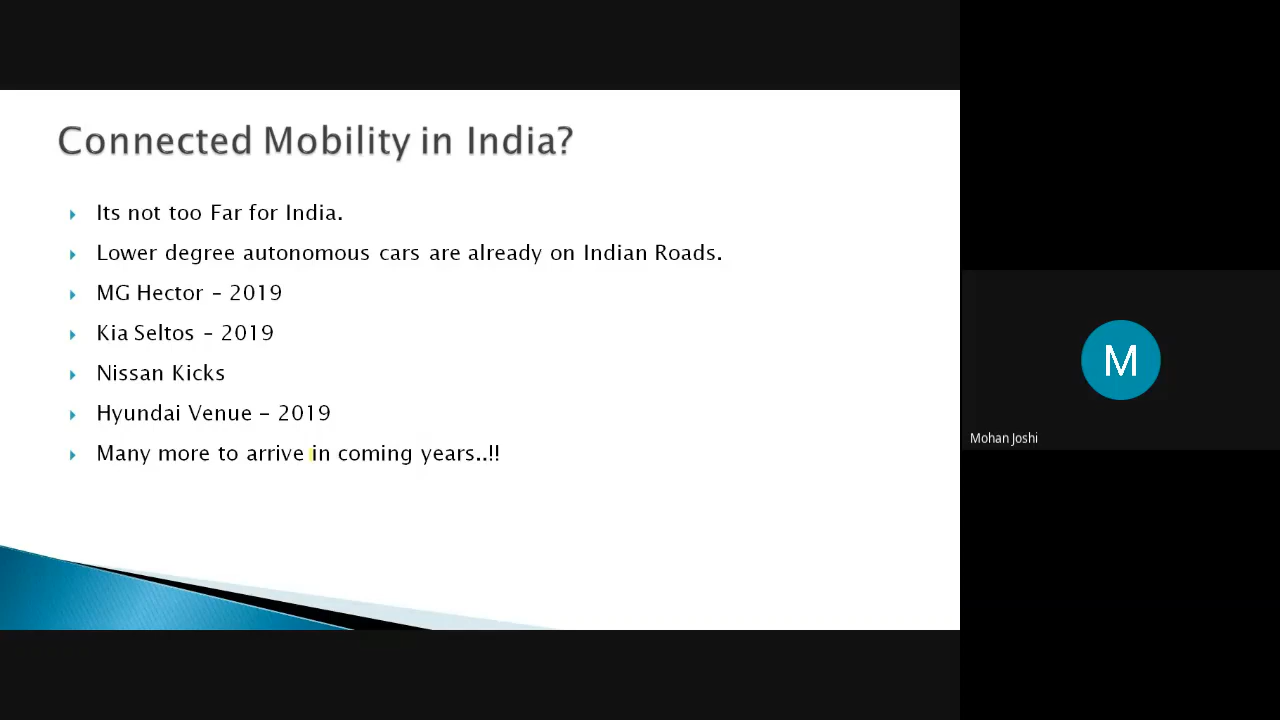 Connected Mobility in India?
Its not too Far for India.
Lower degree autonomous cars are already on Indian Roads.
MG Hector – 2019
Kia Seltos – 2019
Nissan Kicks
Hyundai Venue – 2019
Many more to arrive in coming years..!!
M
Mohan Joshi